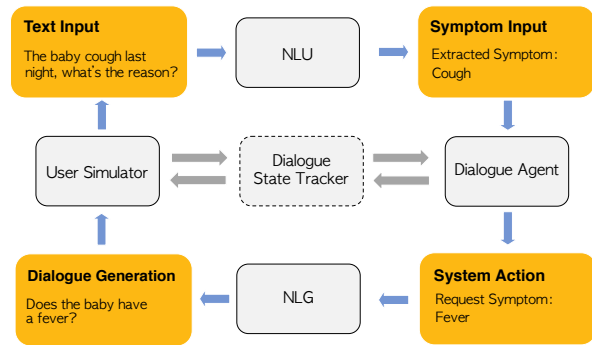 Text Input
The baby cough last
night, what's the reason?
NLU
Symptom Input
Extracted Symptom:
Cough
User Simulator
Dialogue
State Tracker
Dialogue Agent
Dialogue Generation
Does the baby have
a fever?
NLG
System Action
Request Symptom:
Fever